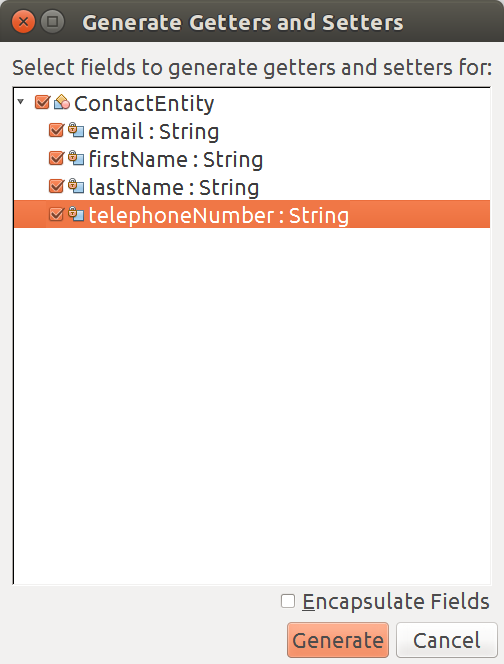 Generate Getters and Setters
Select fields to generate getters and setters for:
ContactEntity
email : String
firstName : String
lastName : String
telephoneNumber : String
Encapsulate Fields
Generate
Cancel